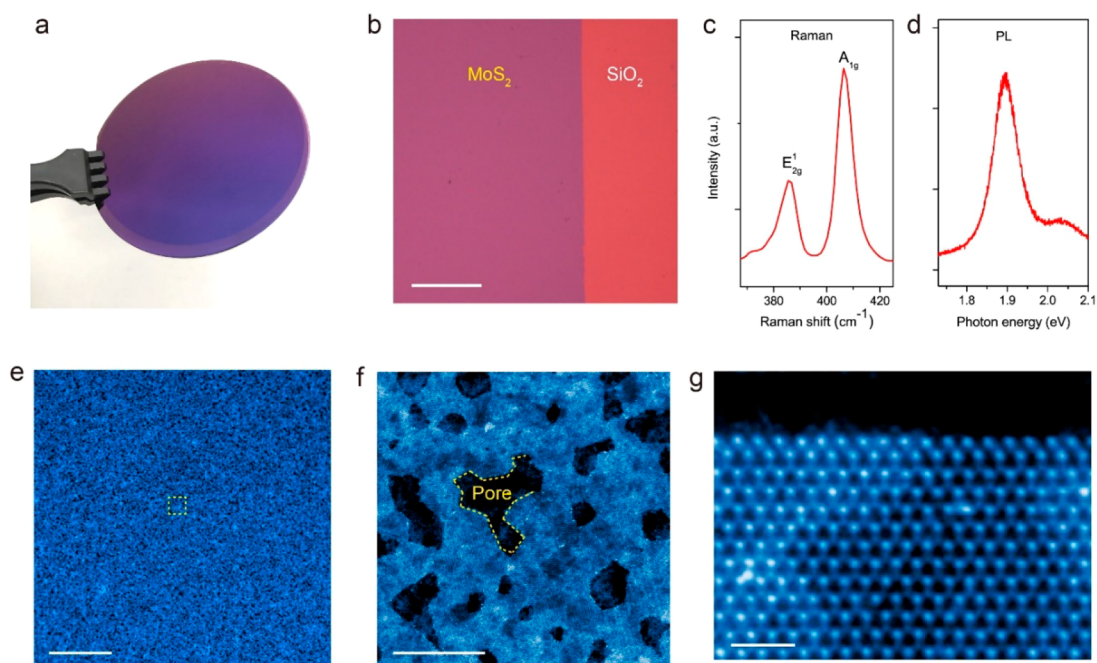 a
b
MoS₂
SiO₂
c
Raman
A₁g
E¹₂g
Intensity (a.u.)
380 400 420
Raman shift (cm⁻¹)
d
PL
1.8 1.9 2.0 2.1
Photon energy (eV)
e
f
Pore
g